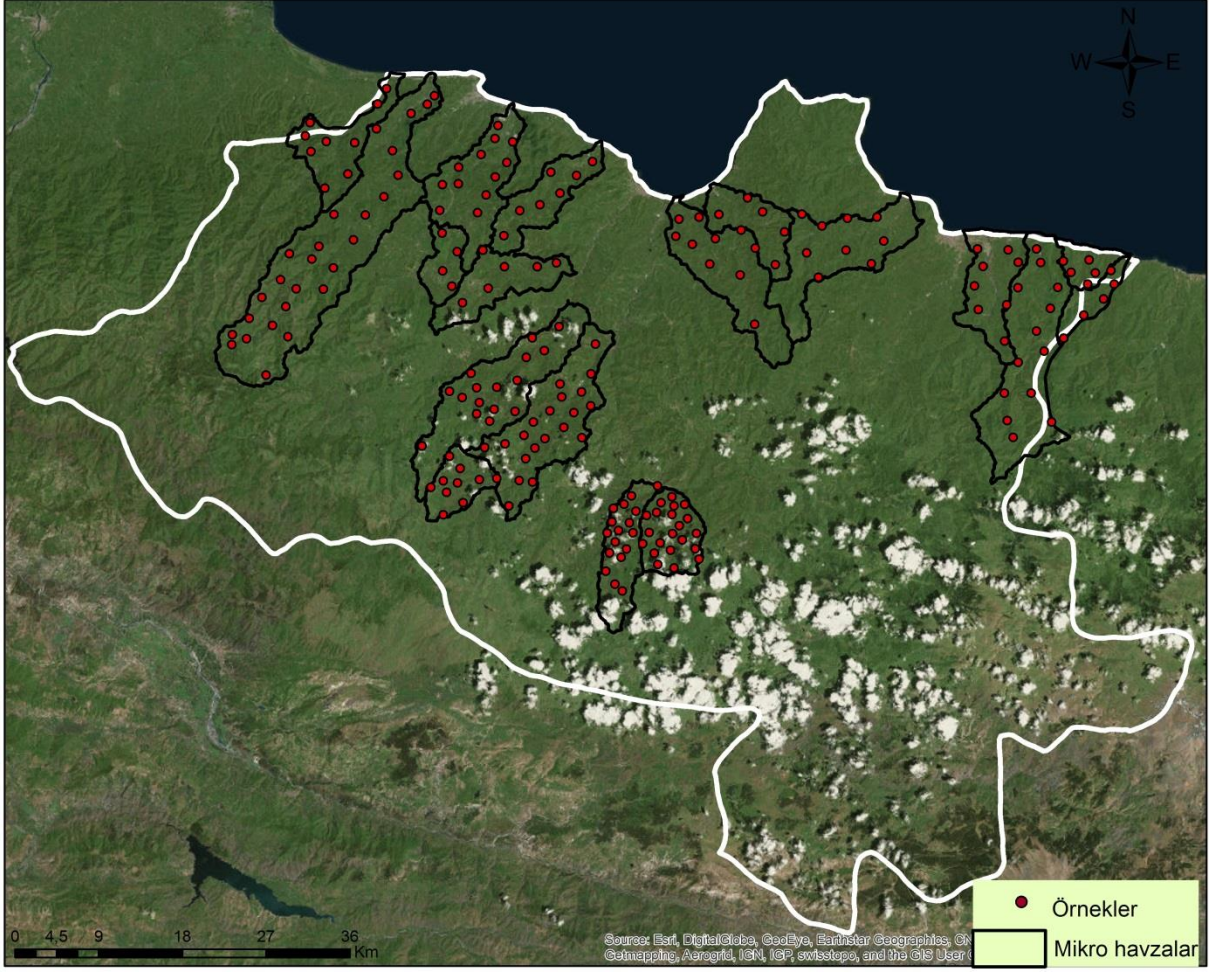 N
W E
S
0 4,5 9 18 27 36
Km
Source: Esri, DigitalGlobe, GeoEye, Earthstar Geographics, CN
Getmapping, Aerogrid, IGN, IGP, swisstopo, and the GIS User
Örnekler
Mikro havzalar